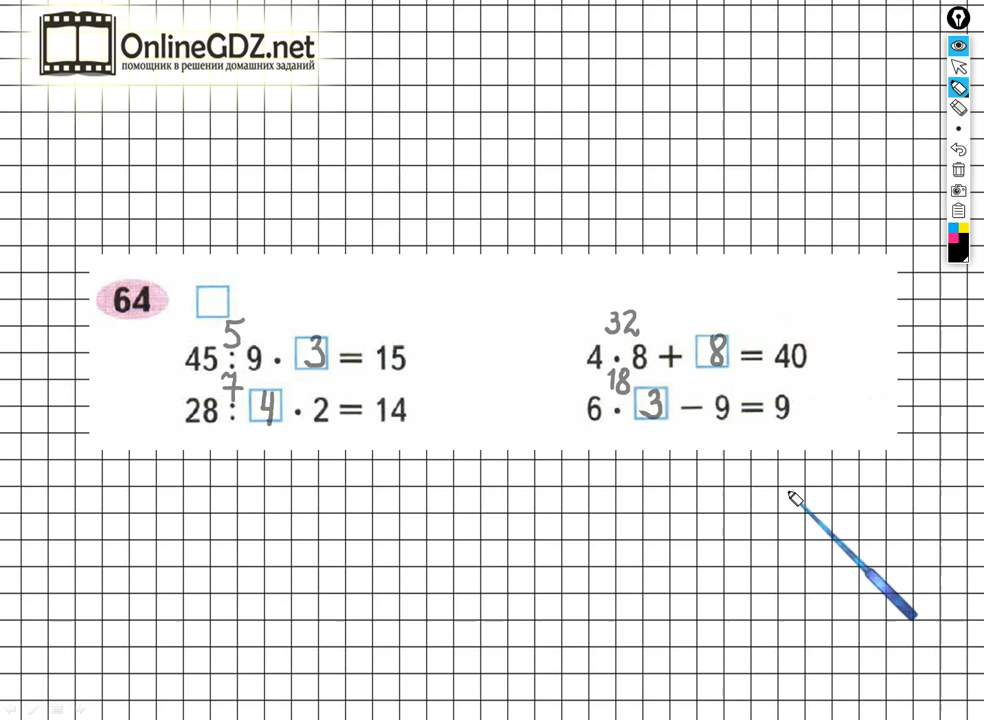 OnlineGDZ.net
помощник в решении домашних заданий
64
5
45 : 9 · 3 = 15
7
28 : 4 · 2 = 14
32
4 · 8 + 8 = 40
18
6 · 3 − 9 = 9